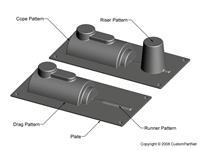 Cope Pattern
Riser Pattern
Drag Pattern
Plate
Runner Pattern
Copyright © 2008 CustomPartNet